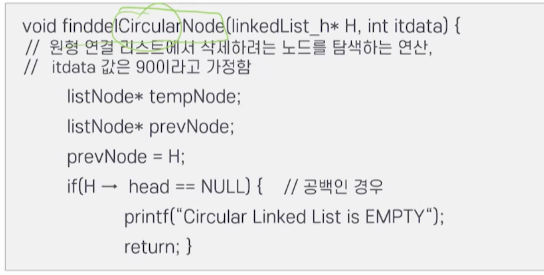 void finddelCircularNode(linkedList_h* H, int itdata) {
// 원형 연결 리스트에서 삭제하려는 노드를 탐색하는 연산,
// itdata 값은 90이라고 가정함
listNode* tempNode;
listNode* prevNode;
prevNode = H;
if(H → head == NULL) { // 공백인 경우
printf("Circular Linked List is EMPTY");
return; }